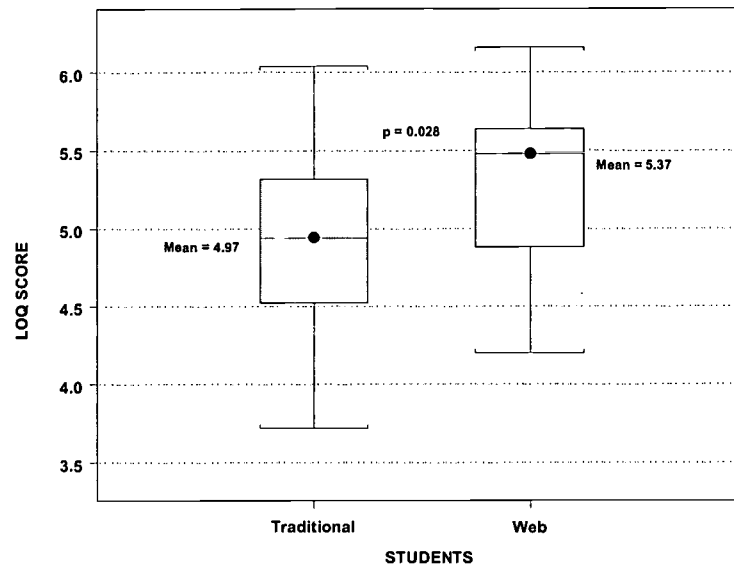 6.0
p = 0.028
5.5
Mean = 5.37
5.0
Mean = 4.97
LOQ SCORE
4.5
4.0
3.5
Traditional
Web
STUDENTS